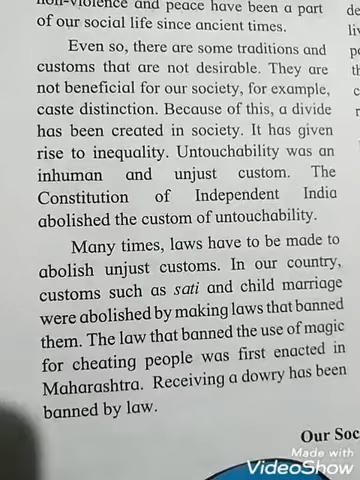 non-violence and peace have been a part
of our social life since ancient times.
Even so, there are some traditions and
customs that are not desirable. They are
not beneficial for our society, for example,
caste distinction. Because of this, a divide
has been created in society. It has given
rise to inequality. Untouchability was an
inhuman and unjust custom. The
Constitution of Independent India
abolished the custom of untouchability.
Many times, laws have to be made to
abolish unjust customs. In our country,
customs such as sati and child marriage
were abolished by making laws that banned
them. The law that banned the use of magic
for cheating people was first enacted in
Maharashtra. Receiving a dowry has been
banned by law.
Our Soc
Made with
VideoShow